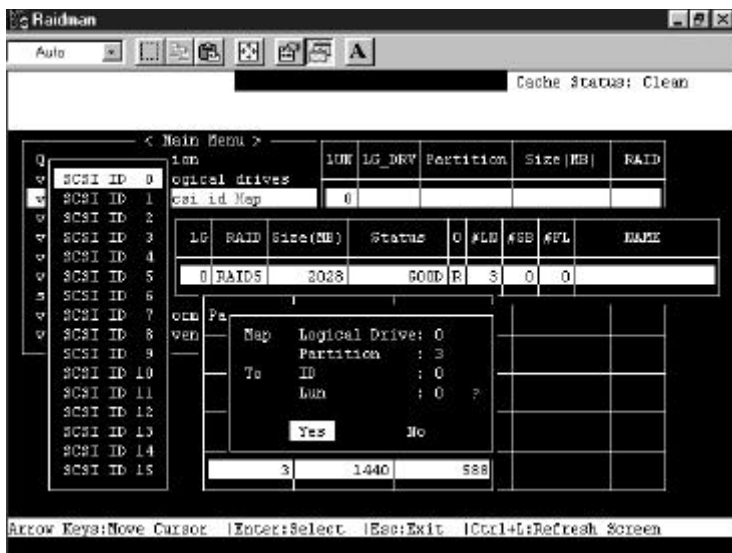 Raidman
Auto
A
Cache Status: Clean
< Main Menu >
Q
ion
ogical drives
csi id Map
LUN LG_DRV Partition Size(MB) RAID
0
SCSI ID 0
SCSI ID 1
SCSI ID 2
SCSI ID 3
SCSI ID 4
SCSI ID 5
SCSI ID 6
SCSI ID 7
SCSI ID 8
SCSI ID 9
SCSI ID 10
SCSI ID 11
SCSI ID 12
SCSI ID 13
SCSI ID 14
SCSI ID 15
v
v
v
v
v
v
s
v
v
orm Pa
ven
LG RAID Size(MB) Status O #LN #SB #FL NAME
0 RAID5 2028 GOOD R 3 0 0
Map Logical Drive: 0
Partition : 3
To ID : 0
Lun : 0 ?
Yes No
3 1440 588
Arrow Keys:Move Cursor |Enter:Select |Esc:Exit |Ctrl+L:Refresh Screen